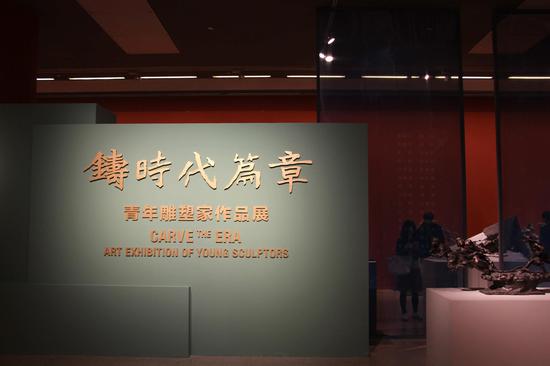 鑄時代篇章
青年雕塑家作品展
CARVE THE ERA
ART EXHIBITION OF YOUNG SCULPTORS